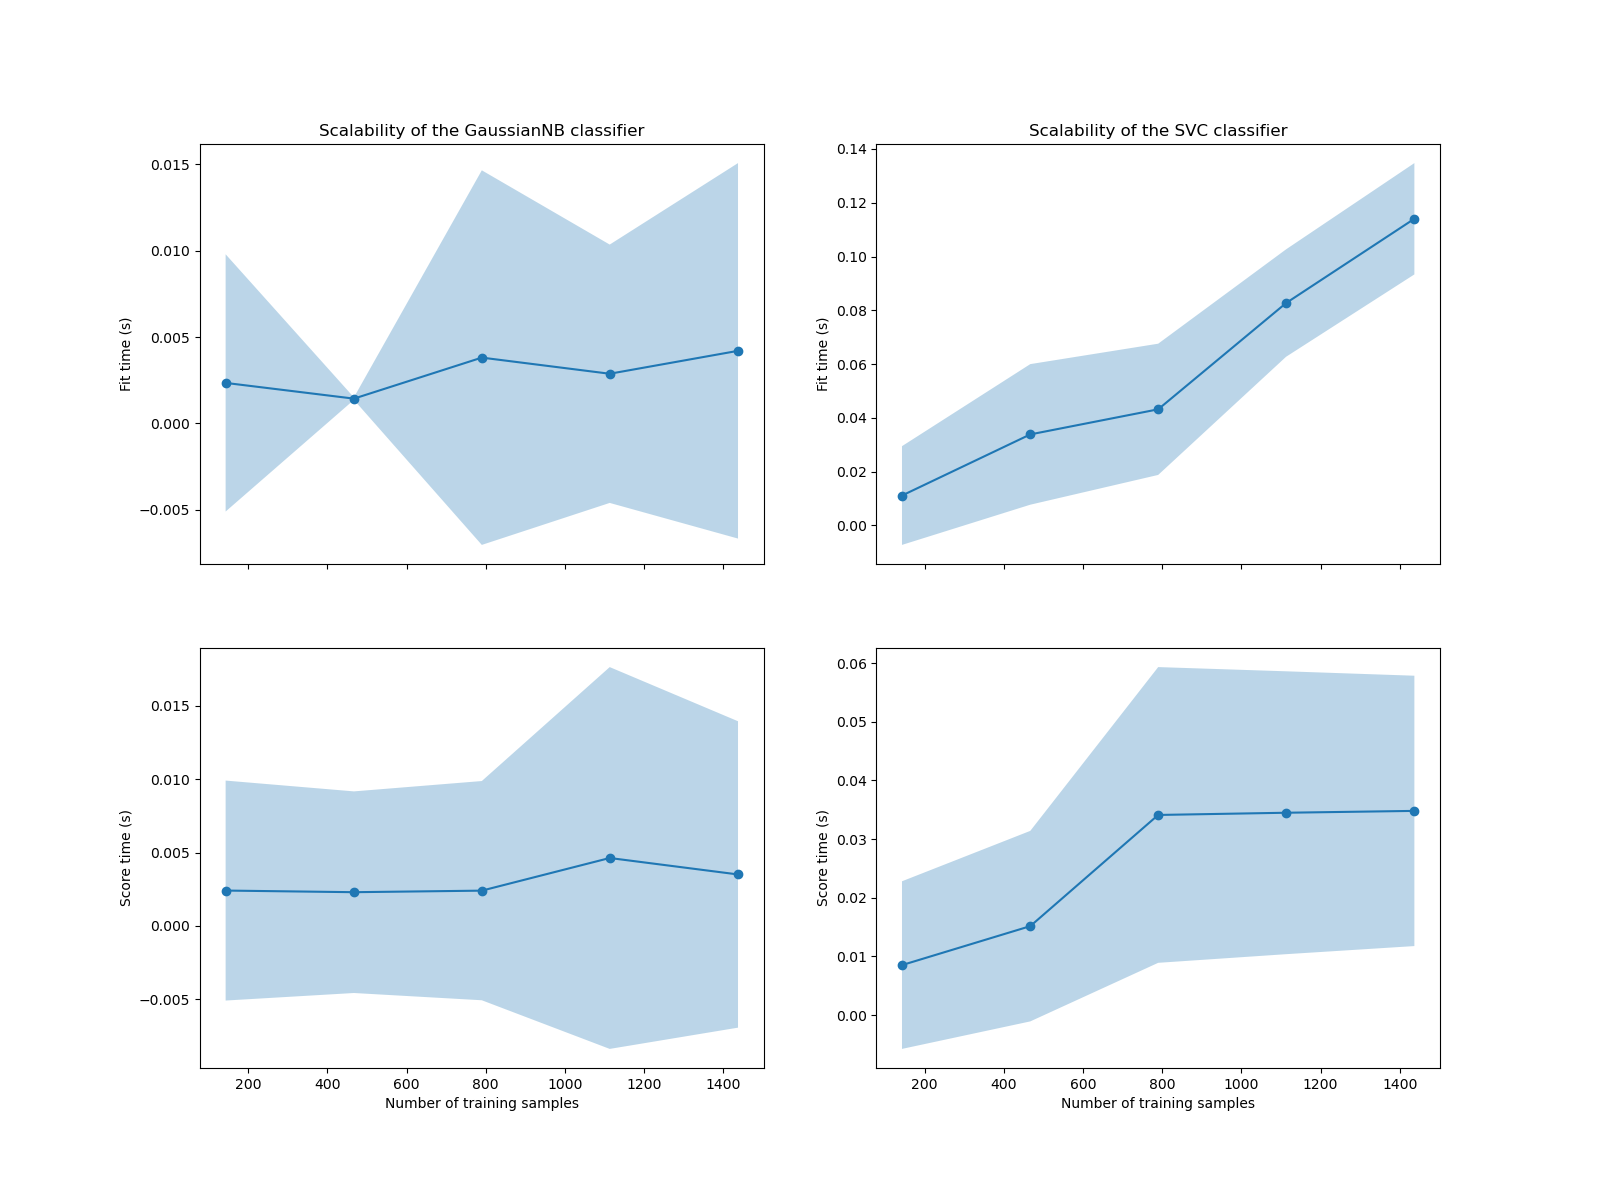 Scalability of the GaussianNB classifier
0.015
0.010
0.005
0.000
−0.005
Fit time (s)
Scalability of the SVC classifier
0.14
0.12
0.10
0.08
0.06
0.04
0.02
0.00
Fit time (s)
0.015
0.010
0.005
0.000
−0.005
Score time (s)
200 400 600 800 1000 1200 1400
Number of training samples
0.06
0.05
0.04
0.03
0.02
0.01
0.00
Score time (s)
200 400 600 800 1000 1200 1400
Number of training samples